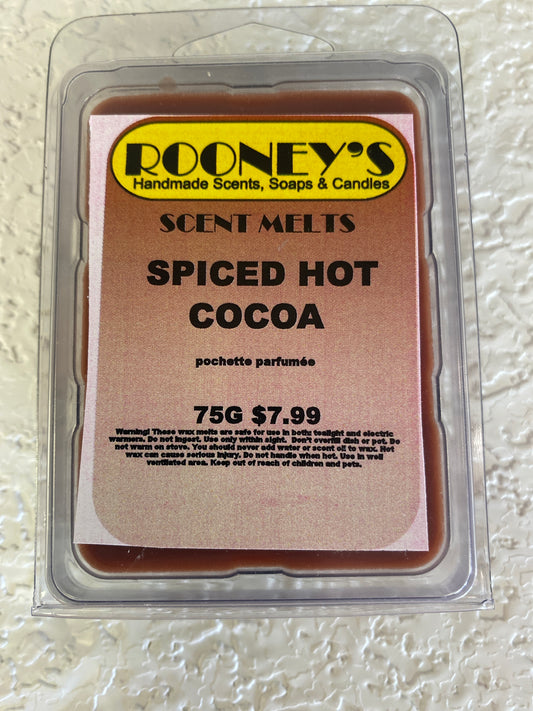 ROONEY'S
Handmade Scents, Soaps & Candles
SCENT MELTS
SPICED HOT
COCOA
pochette parfumée
75G $7.99
Warning! These wax melts are safe for use in both: tealight and electric
warmers. Do not ingest. Use only within sight. Don't overfill dish or pot. Do
not warm on stove. You should never add water or scent oil to wax. Hot
wax can cause serious injury. Do not handle when hot. Use in well
ventilated area. Keep out of reach of children and pets.